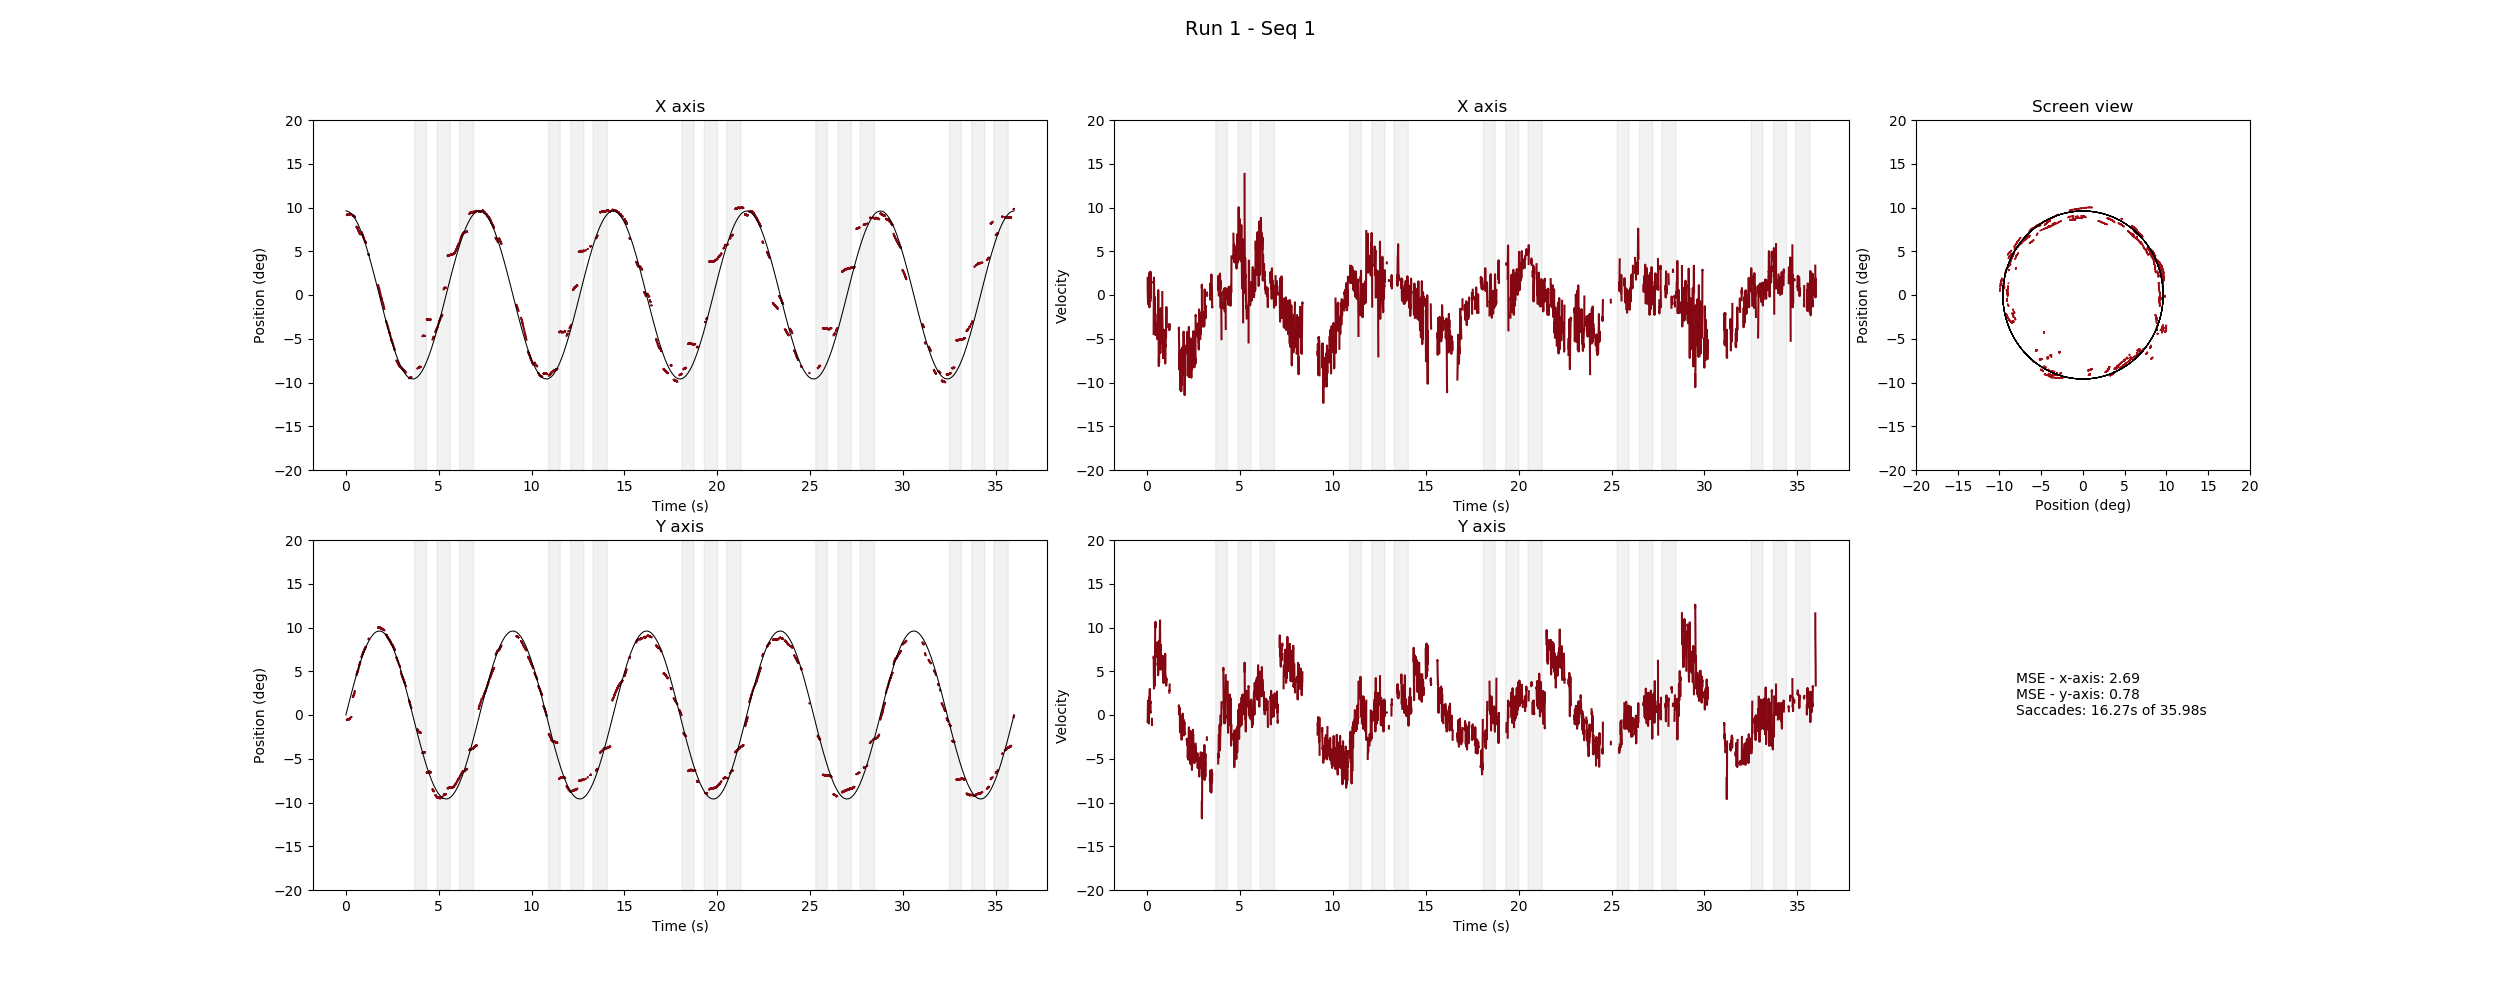 Run 1 - Seq 1
X axis
20
15
10
5
0
−5
−10
−15
−20
Position (deg)
0 5 10 15 20 25 30 35
Time (s)
X axis
20
15
10
5
0
−5
−10
−15
−20
Velocity
0 5 10 15 20 25 30 35
Time (s)
Screen view
20
15
10
5
0
−5
−10
−15
−20
Position (deg)
−20 −15 −10 −5 0 5 10 15 20
Position (deg)
Y axis
20
15
10
5
0
−5
−10
−15
−20
Position (deg)
0 5 10 15 20 25 30 35
Time (s)
Y axis
20
15
10
5
0
−5
−10
−15
−20
Velocity
0 5 10 15 20 25 30 35
Time (s)
MSE - x-axis: 2.69
MSE - y-axis: 0.78
Saccades: 16.27s of 35.98s